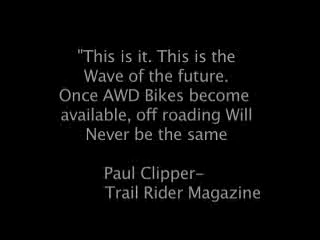 "This is it. This is the
Wave of the future.
Once AWD Bikes become
available, off roading Will
Never be the same
Paul Clipper-
Trail Rider Magazine